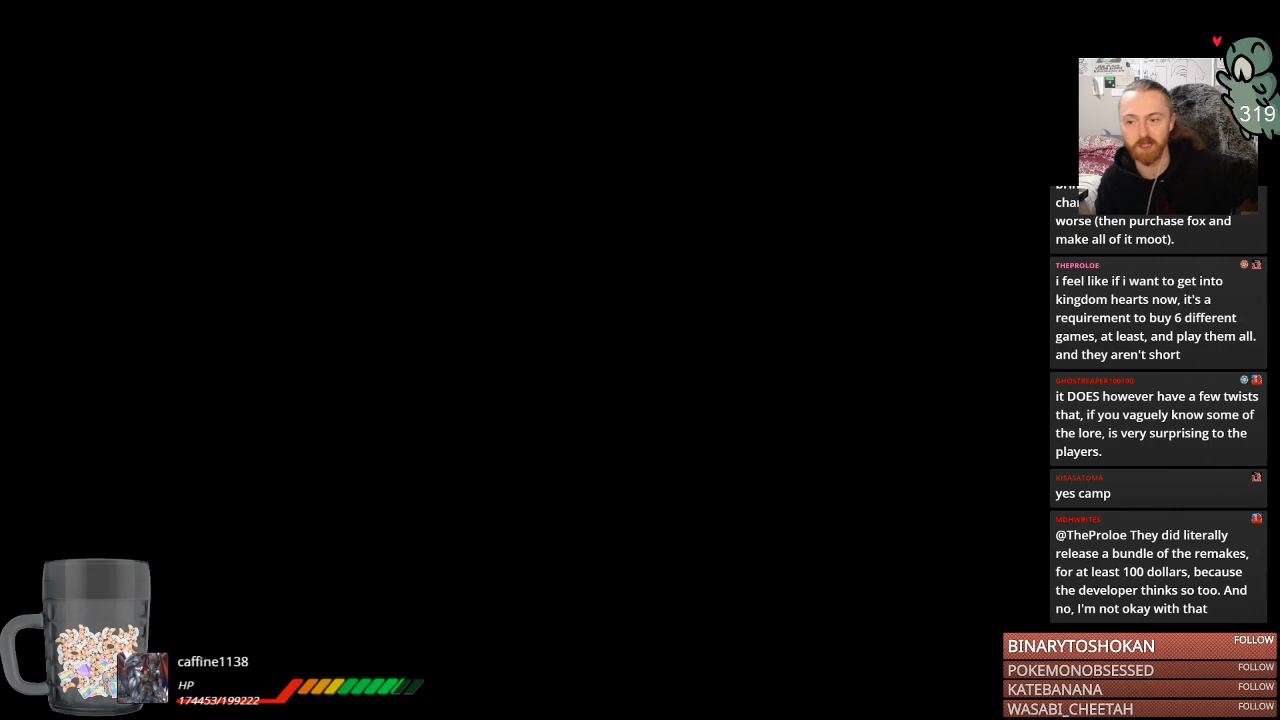 319
char
worse (then purchase fox and
make all of it moot).
THEPROLOE
i feel like if i want to get into
kingdom hearts now, it's a
requirement to buy 6 different
games, at least, and play them all.
and they aren't short
GHOSTREAPER100100
it DOES however have a few twists
that, if you vaguely know some of
the lore, is very surprising to the
players.
KISASATOMA
yes camp
MDHWRITES
@TheProloe They did literally
release a bundle of the remakes,
for at least 100 dollars, because
the developer thinks so too. And
no, I'm not okay with that
BINARYTOSHOKAN FOLLOW
POKEMONOBSESSED FOLLOW
KATEBANANA FOLLOW
WASABI_CHEETAH FOLLOW
caffine1138
HP
174453/199222